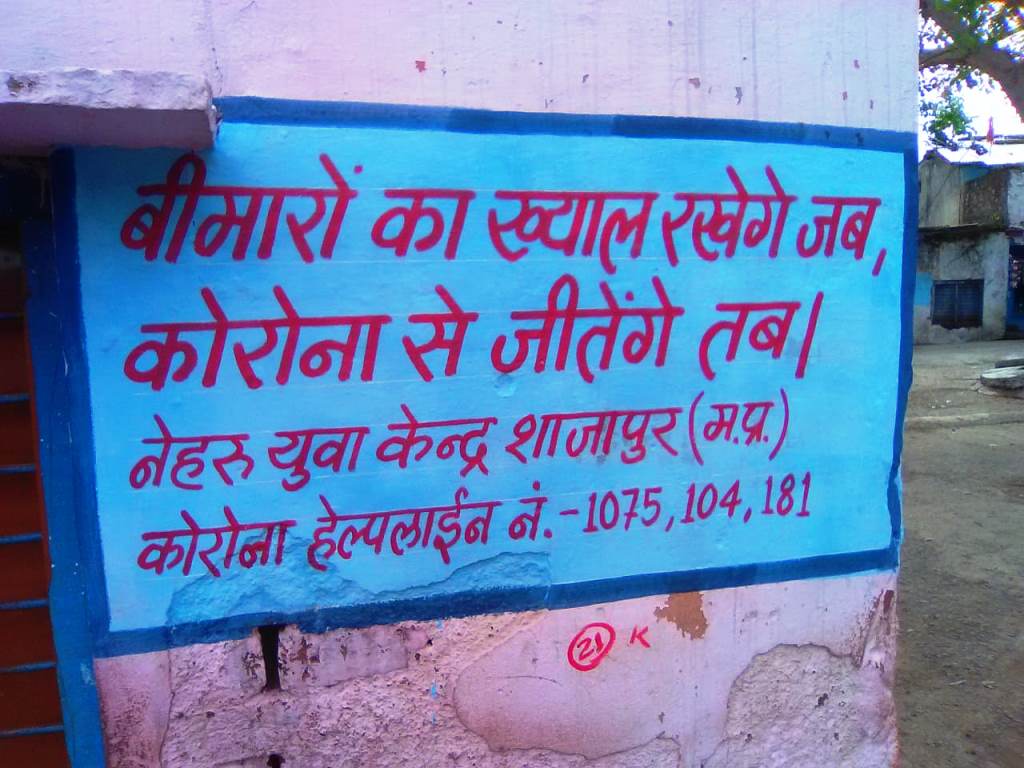 बीमारों का ख्याल रखेगे जब,
कोरोना से जीतेंगे तब।
नेहरु युवा केन्द्र शाजापुर (म.प्र.)
कोरोना हेल्पलाईन नं. - 1075, 104, 181
21 K